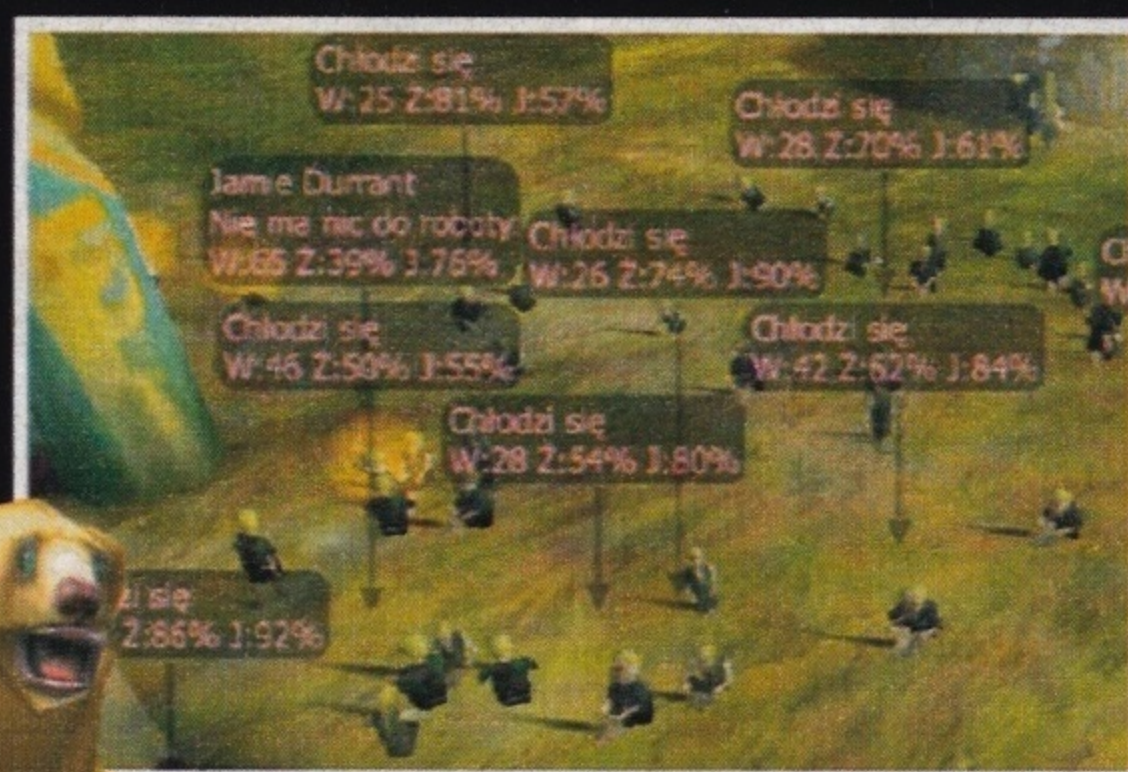 Chłodzi się
W:25 Z:81% J:57%
Chłodzi się
W:28 Z:70% J:61%
Jamie Durrant
Nie ma nic do roboty
W:65 Z:39% J:76%
Chłodzi się
W:26 Z:74% J:90%
Chłodzi się
W:46 Z:50% J:55%
Chłodzi się
W:42 Z:62% J:84%
Chłodzi się
W:28 Z:54% J:80%
się
Z:86% J:92%